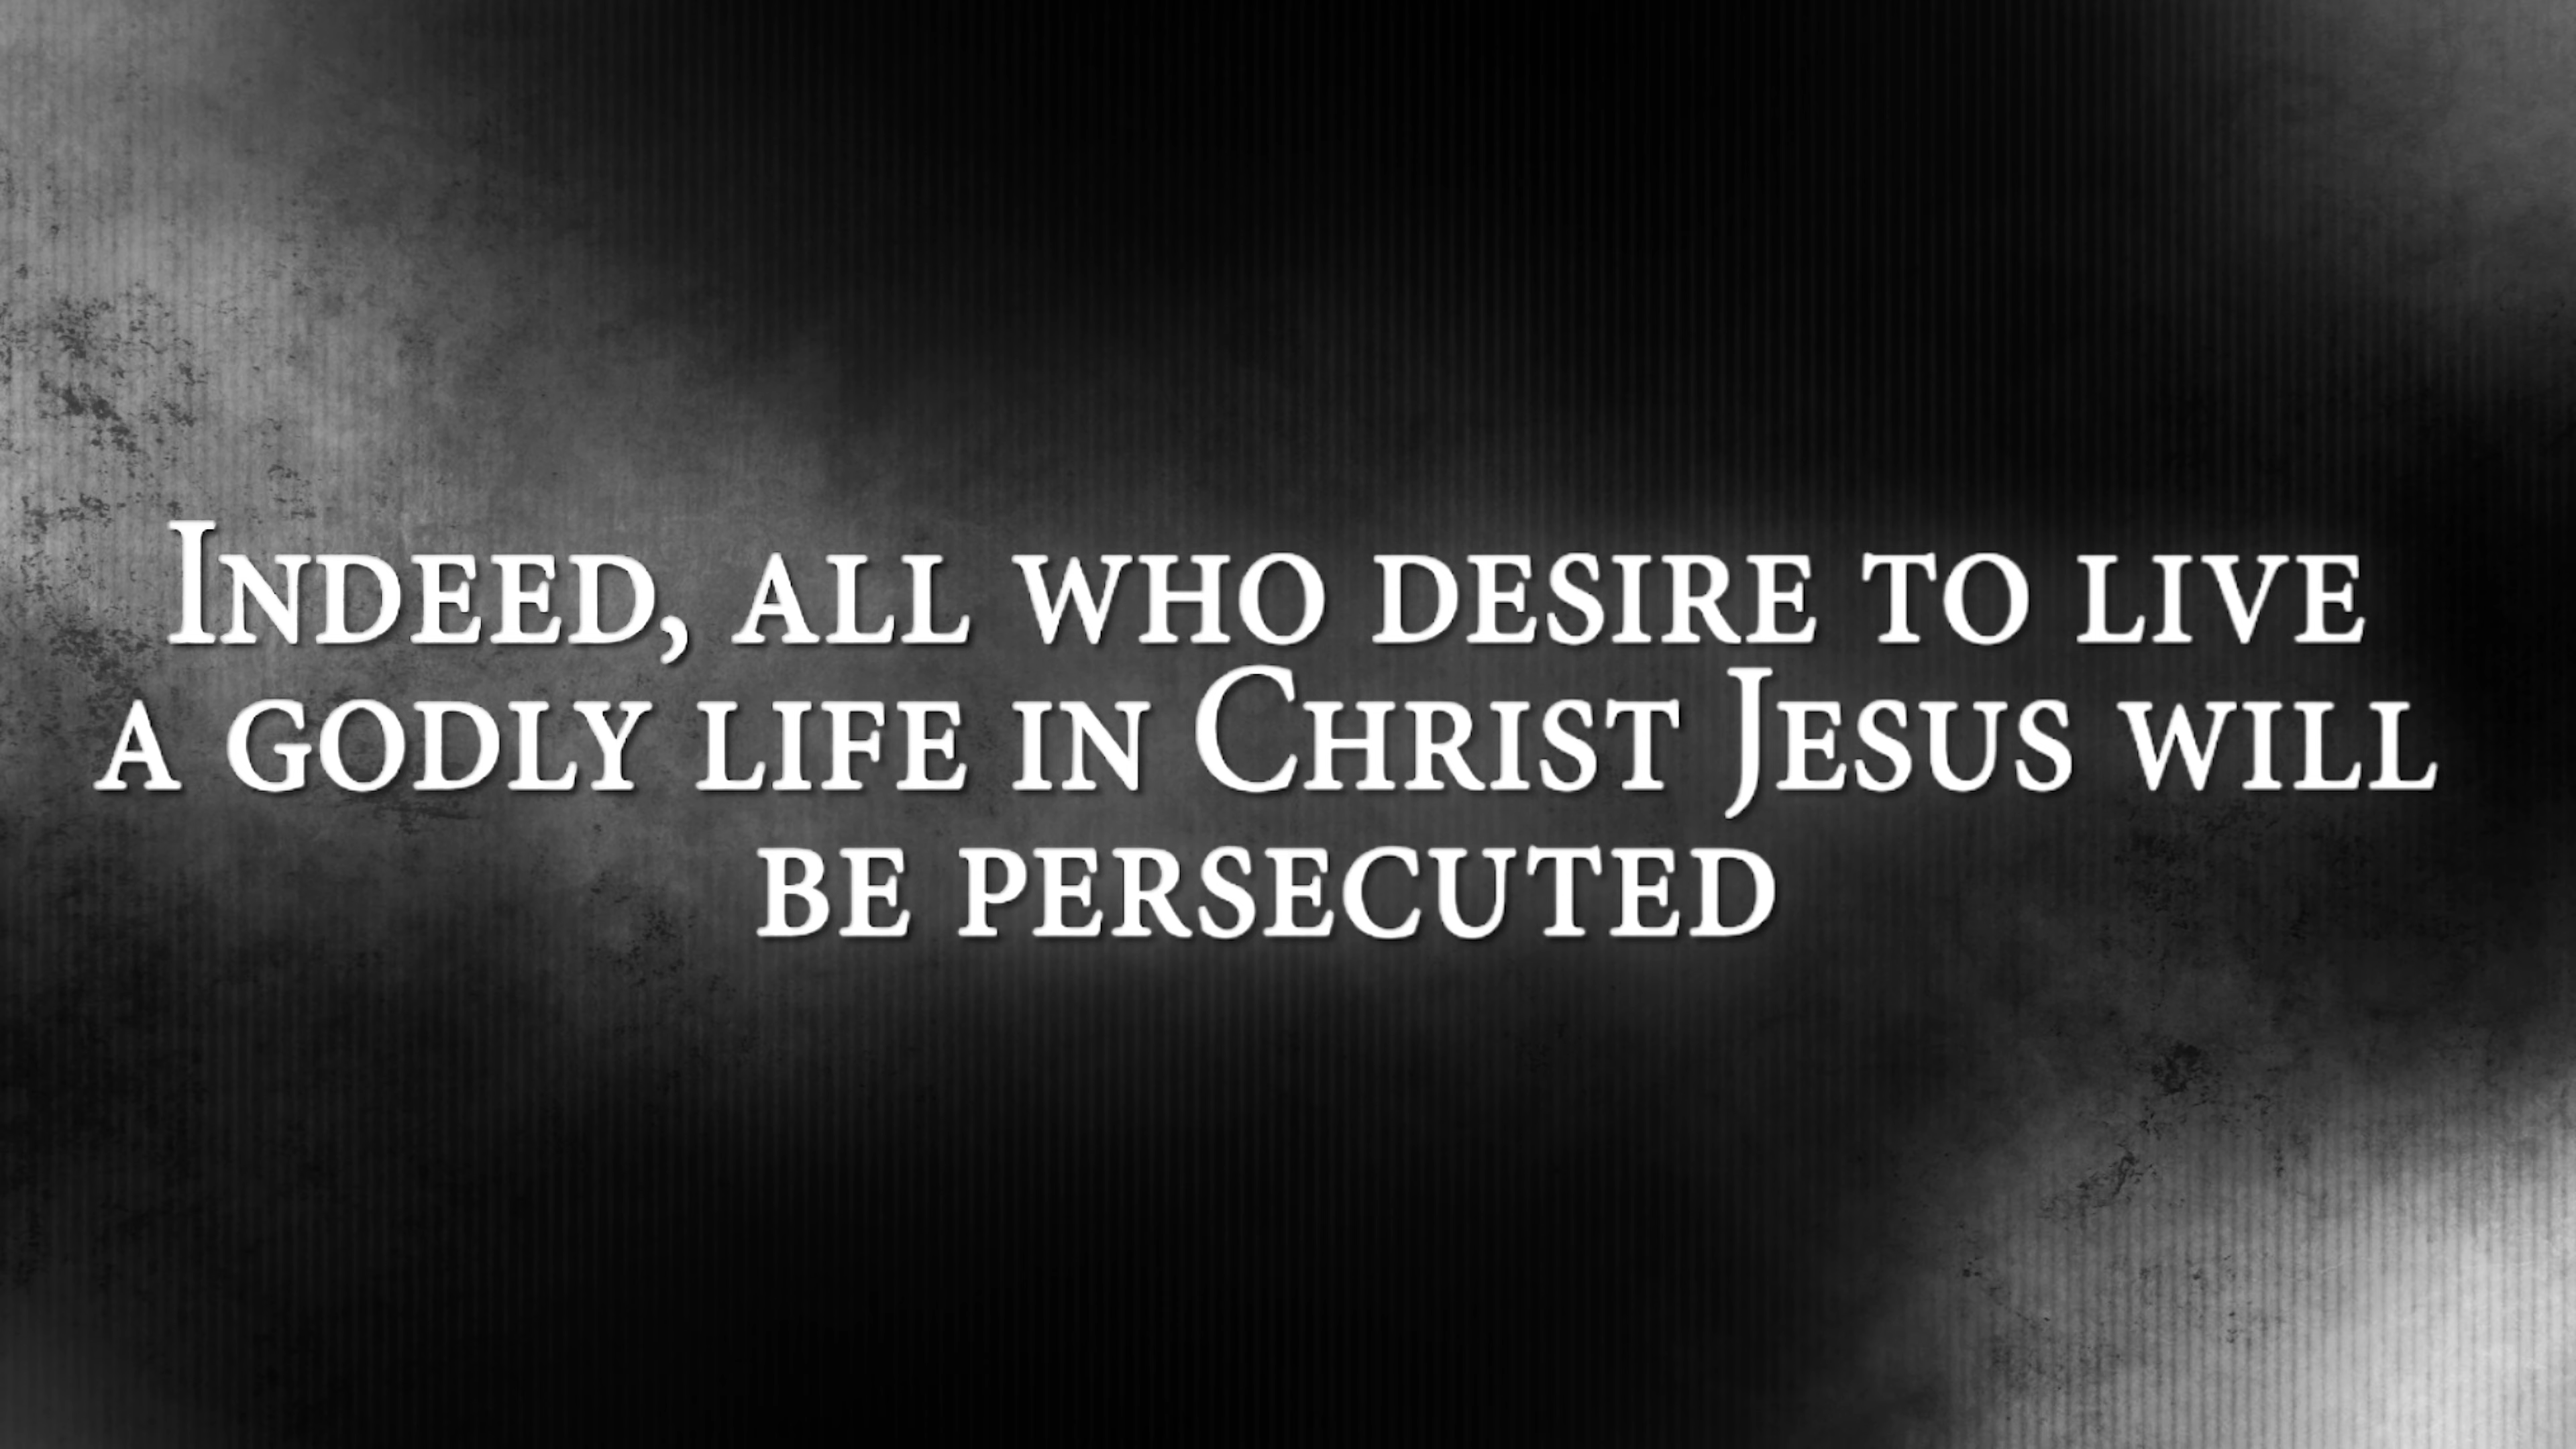 Indeed, all who desire to live
a godly life in Christ Jesus will
be persecuted